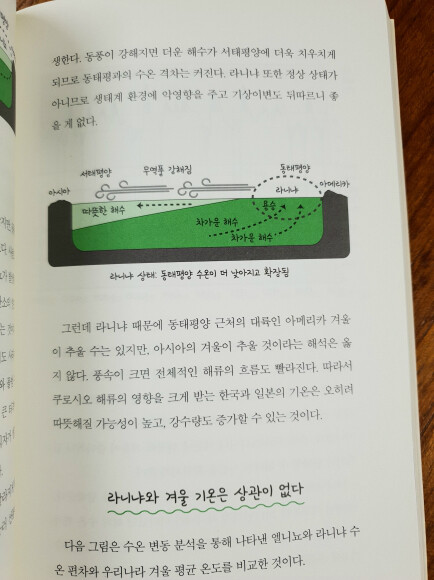 생한다. 동풍이 강해지면 더운 해수가 서태평양에 더욱 치우치게
되므로 동태평과의 수온 격차는 커진다. 라니냐 또한 정상 상태가
아니므로 생태계 환경에 악영향을 주고 기상이변도 뒤따르니 좋
을 게 없다.
서태평양 무역풍 강해짐 동태평양
아시아 라니냐 아메리카
따뜻한 해수 용승
차가운 해수
차가운 해수
라니냐 상태: 동태평양 수온이 더 낮아지고 확장됨
그런데 라니냐 때문에 동태평양 근처의 대륙인 아메리카 겨울
이 추울 수는 있지만, 아시아의 겨울이 추울 것이라는 해석은 옳
지 않다. 풍속이 크면 전체적인 해류의 흐름도 빨라진다. 따라서
쿠로시오 해류의 영향을 크게 받는 한국과 일본의 기온은 오히려
따뜻해질 가능성이 높고, 강수량도 증가할 수 있는 것이다.
라니냐와 겨울 기온은 상관이 없다
다음 그림은 수온 변동 분석을 통해 나타낸 엘니뇨와 라니냐 수
온 편차와 우리나라 겨울 평균 온도를 비교한 것이다.